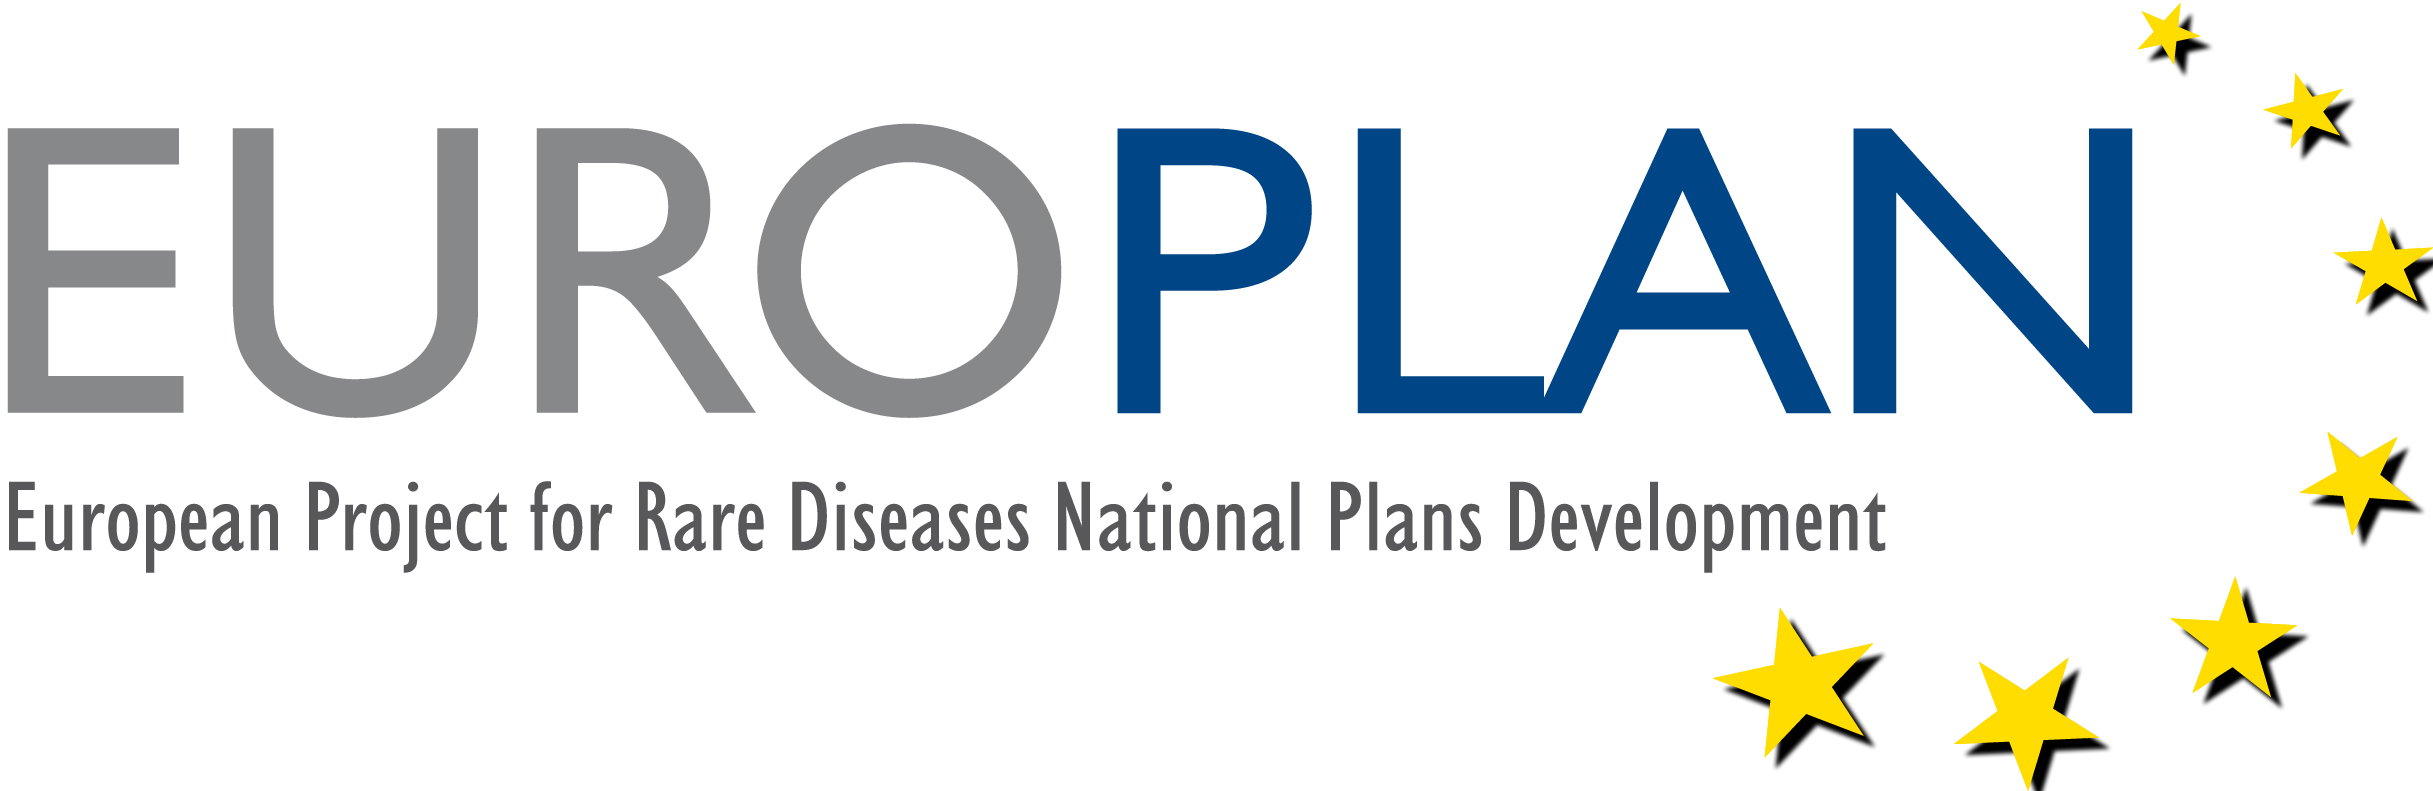 EUROPLAN
European Project for Rare Diseases National Plans Development